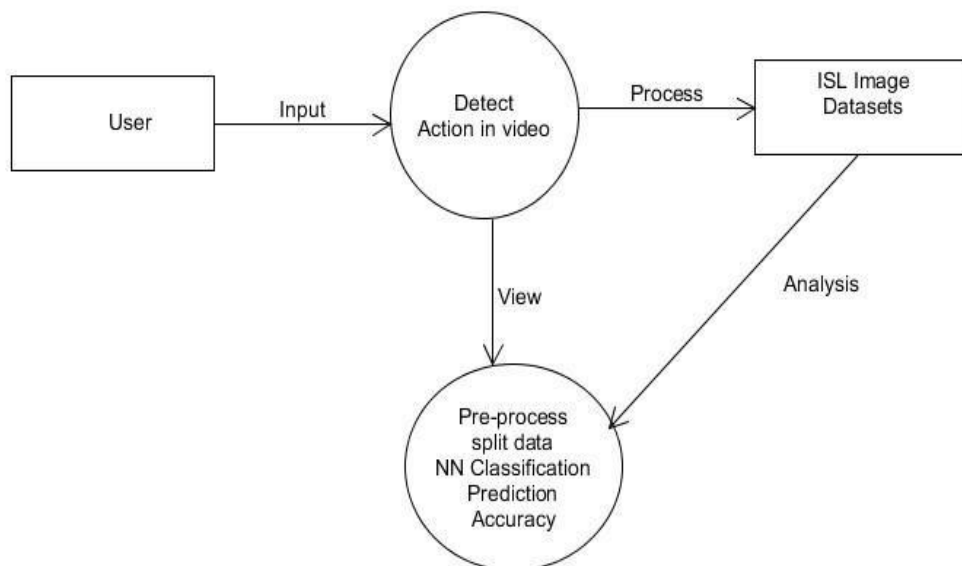 User
Input
Detect
Action in video
Process
ISL Image
Datasets
View
Analysis
Pre-process
split data
NN Classification
Prediction
Accuracy